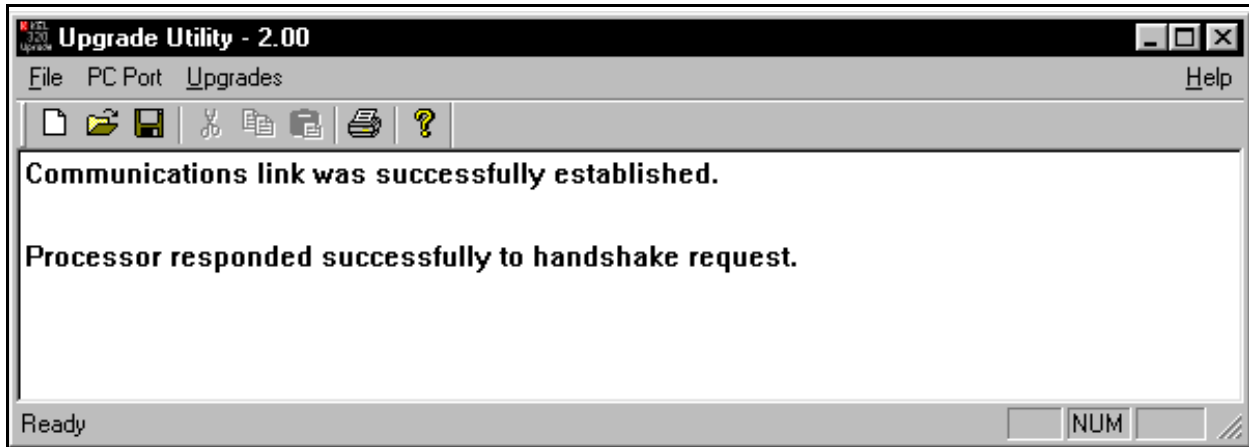 Upgrade Utility - 2.00
File PC Port Upgrades Help
Communications link was successfully established.
Processor responded successfully to handshake request.
Ready NUM